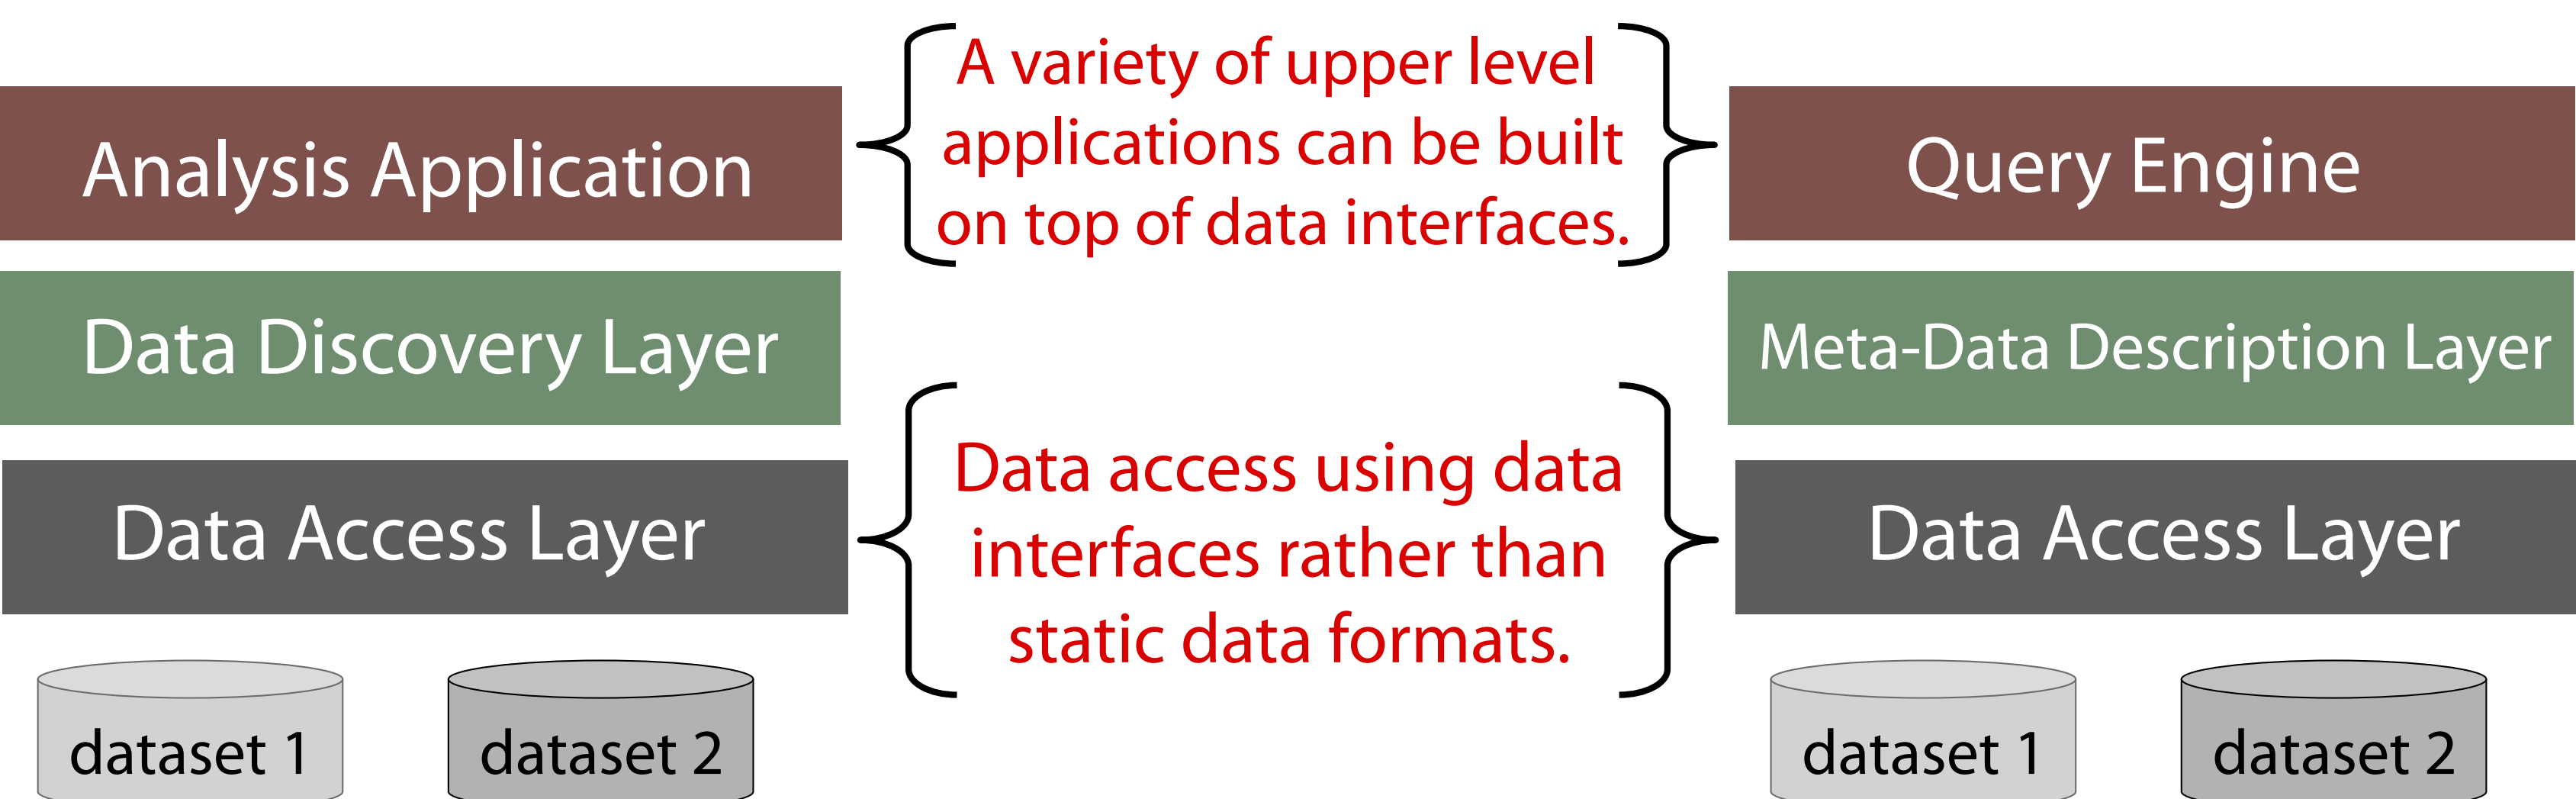 A variety of upper level
applications can be built
on top of data interfaces.
Analysis Application
Query Engine
Data Discovery Layer
Meta-Data Description Layer
Data access using data
interfaces rather than
static data formats.
Data Access Layer
Data Access Layer
dataset 1
dataset 2
dataset 1
dataset 2